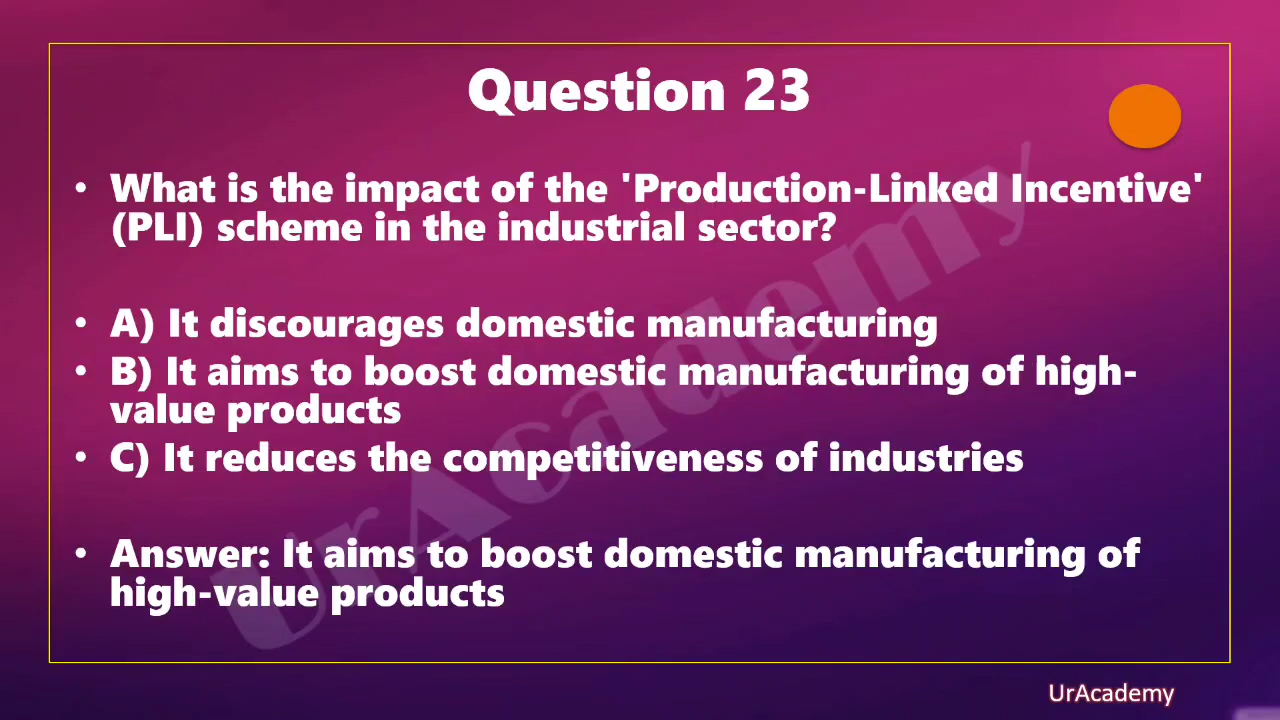 Question 23
• What is the impact of the 'Production-Linked Incentive'
(PLI) scheme in the industrial sector?
• A) It discourages domestic manufacturing
• B) It aims to boost domestic manufacturing of high-
value products
• C) It reduces the competitiveness of industries
• Answer: It aims to boost domestic manufacturing of
high-value products
UrAcademy
UrAcademy